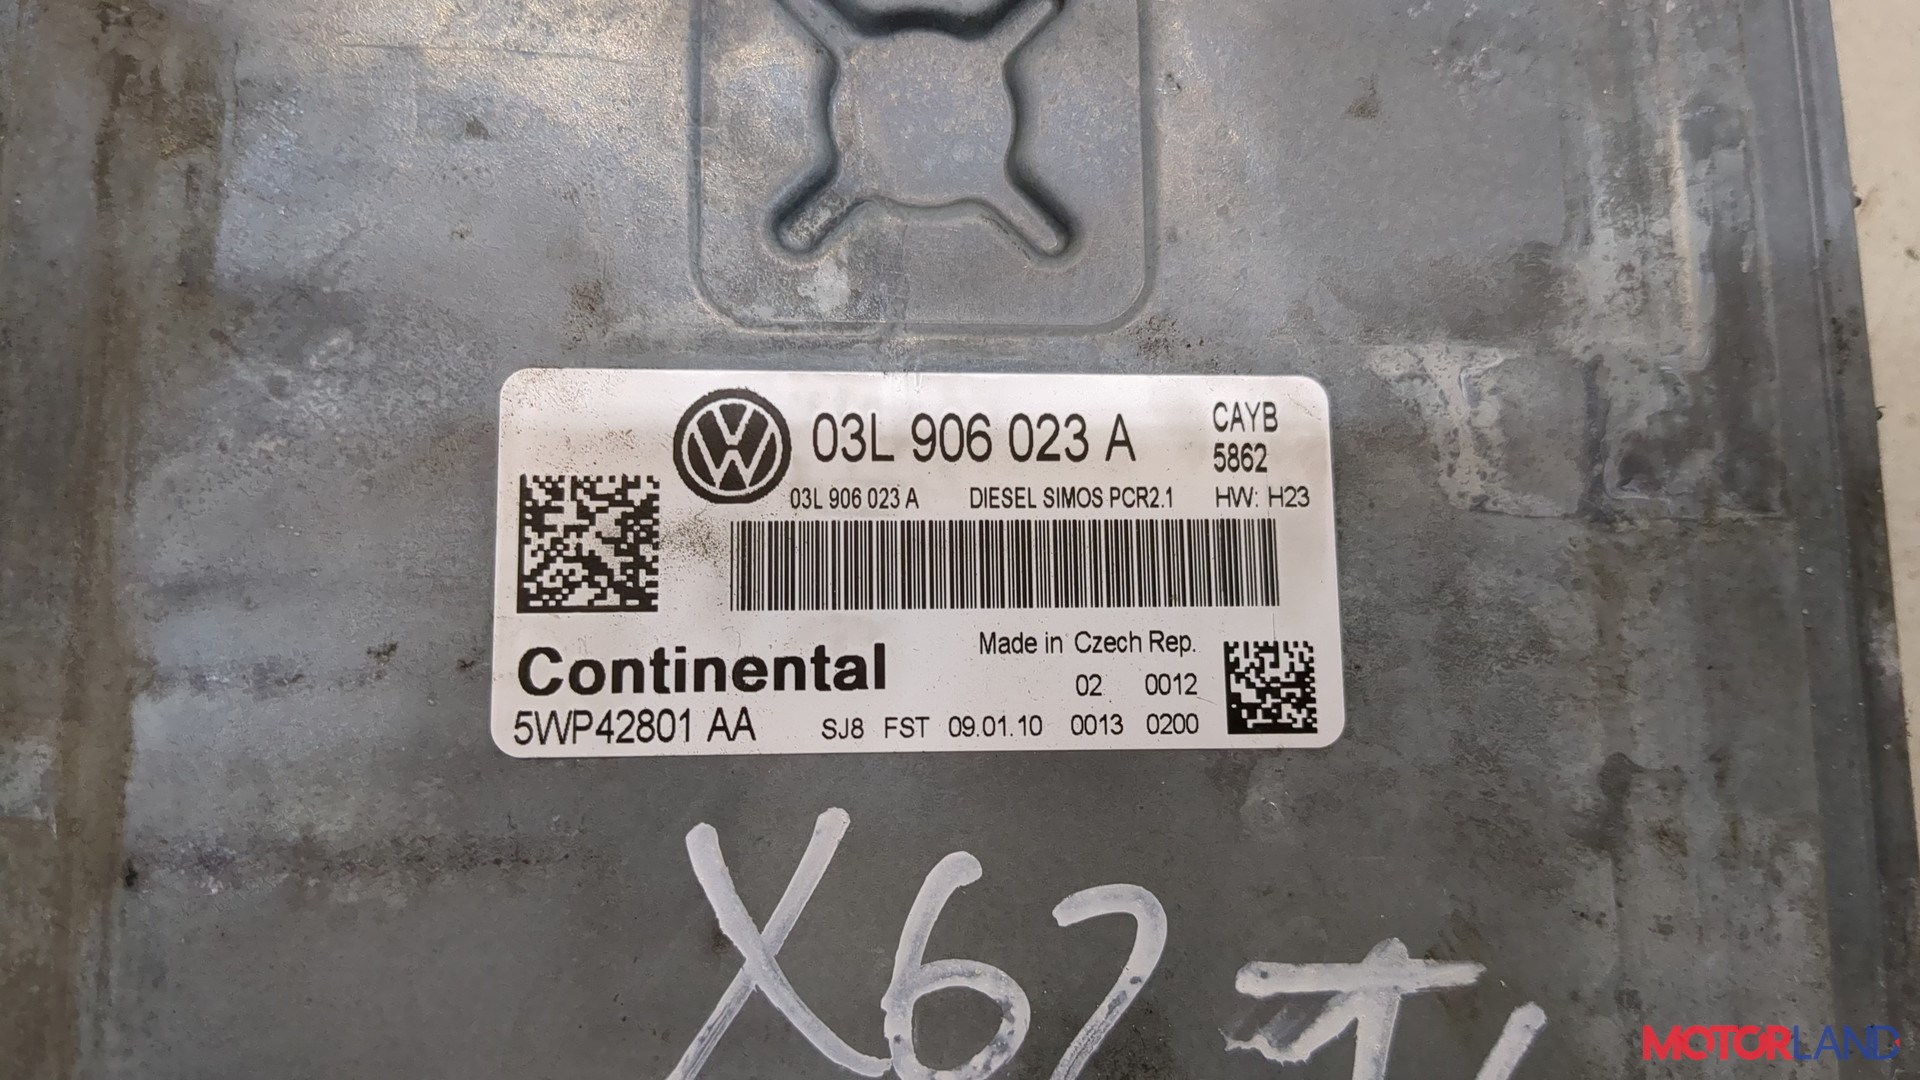 03L 906 023 A
CAYB
5862
03L 906 023 A DIESEL SIMOS PCR2.1 HW: H23
Made in Czech Rep.
Continental
02 0012
5WP42801 AA SJ8 FST 09.01.10 0013 0200
MOTORLAND